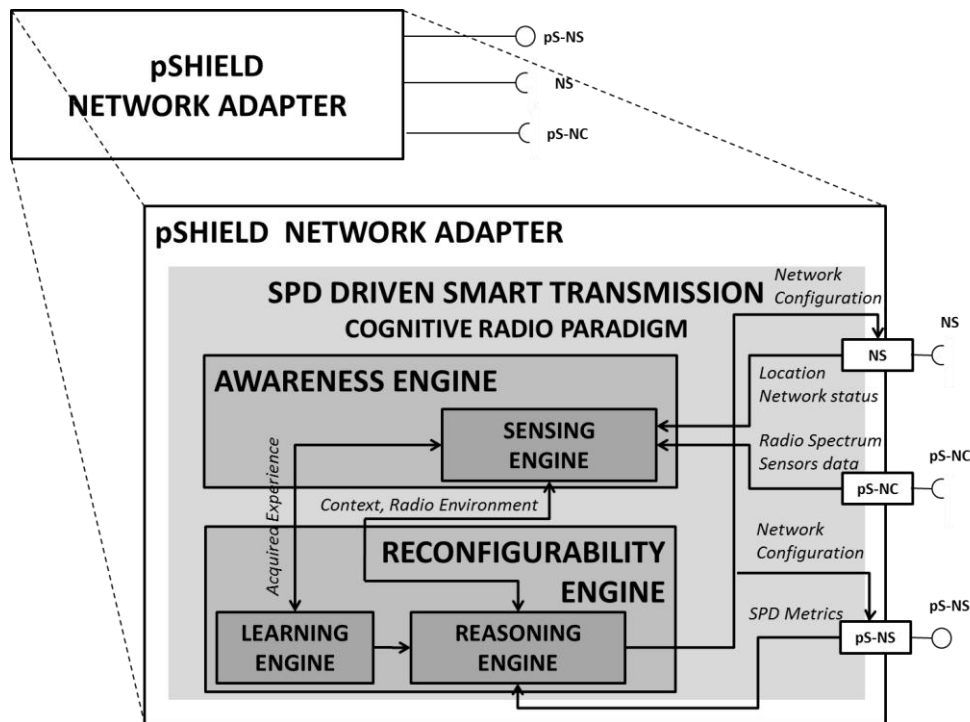 pSHIELD
NETWORK ADAPTER
pS-NS
NS
pS-NC
pSHIELD NETWORK ADAPTER
SPD DRIVEN SMART TRANSMISSION
COGNITIVE RADIO PARADIGM
Network
Configuration
NS
NS
AWARENESS ENGINE
Location
Network status
SENSING
ENGINE
Radio Spectrum
Sensors data
pS-NC
pS-NC
Acquired Experience
Context, Radio Environment
RECONFIGURABILITY
ENGINE
Network
Configuration
LEARNING
ENGINE
REASONING
ENGINE
SPD Metrics
pS-NS
pS-NS